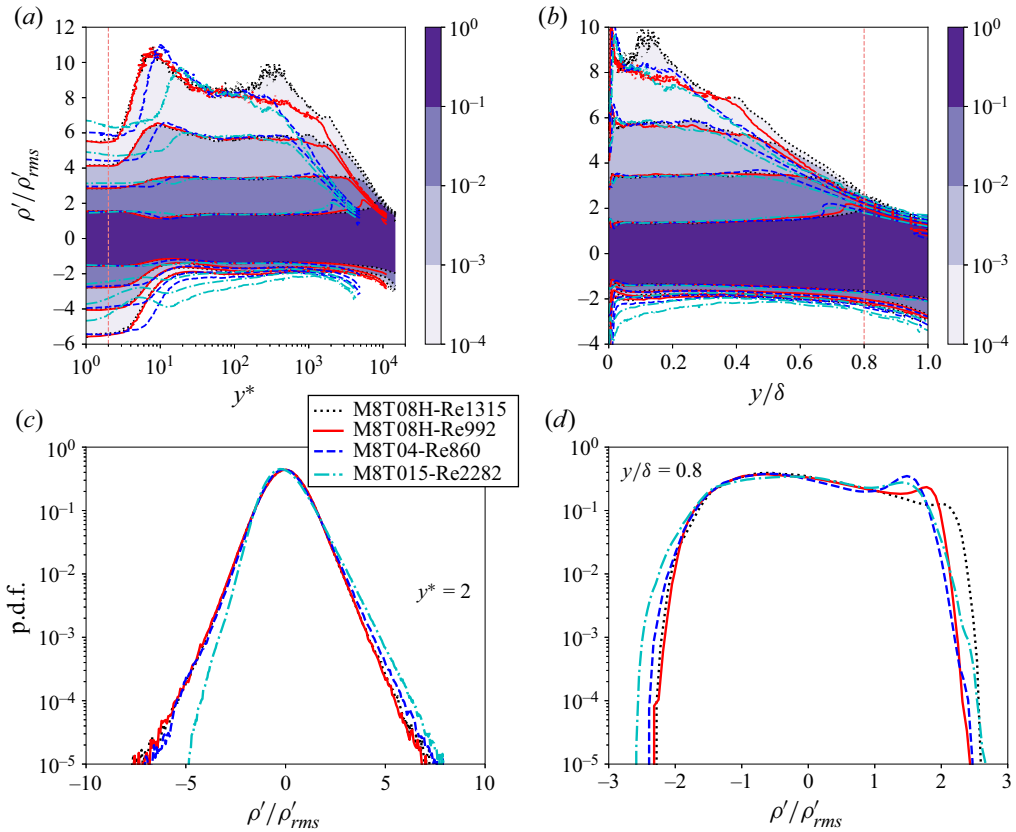 (a)
(b)
12
10
8
6
4
2
0
−2
−4
−6
ρ′/ρ′rms
10^0 10^1 10^2 10^3 10^4
y*
10^0
10^−1
10^−2
10^−3
10^−4
10
8
6
4
2
0
−2
−4
0 0.2 0.4 0.6 0.8 1.0
y/δ
10^0
10^−1
10^−2
10^−3
10^−4
M8T08H-Re1315
M8T08H-Re992
M8T04-Re860
M8T015-Re2282
(c)
10^0
10^−1
10^−2
10^−3
10^−4
10^−5
p.d.f.
y* = 2
−10 −5 0 5 10
ρ′/ρ′rms
(d)
10^0
10^−1
10^−2
10^−3
10^−4
10^−5
y/δ = 0.8
−3 −2 −1 0 1 2 3
ρ′/ρ′rms